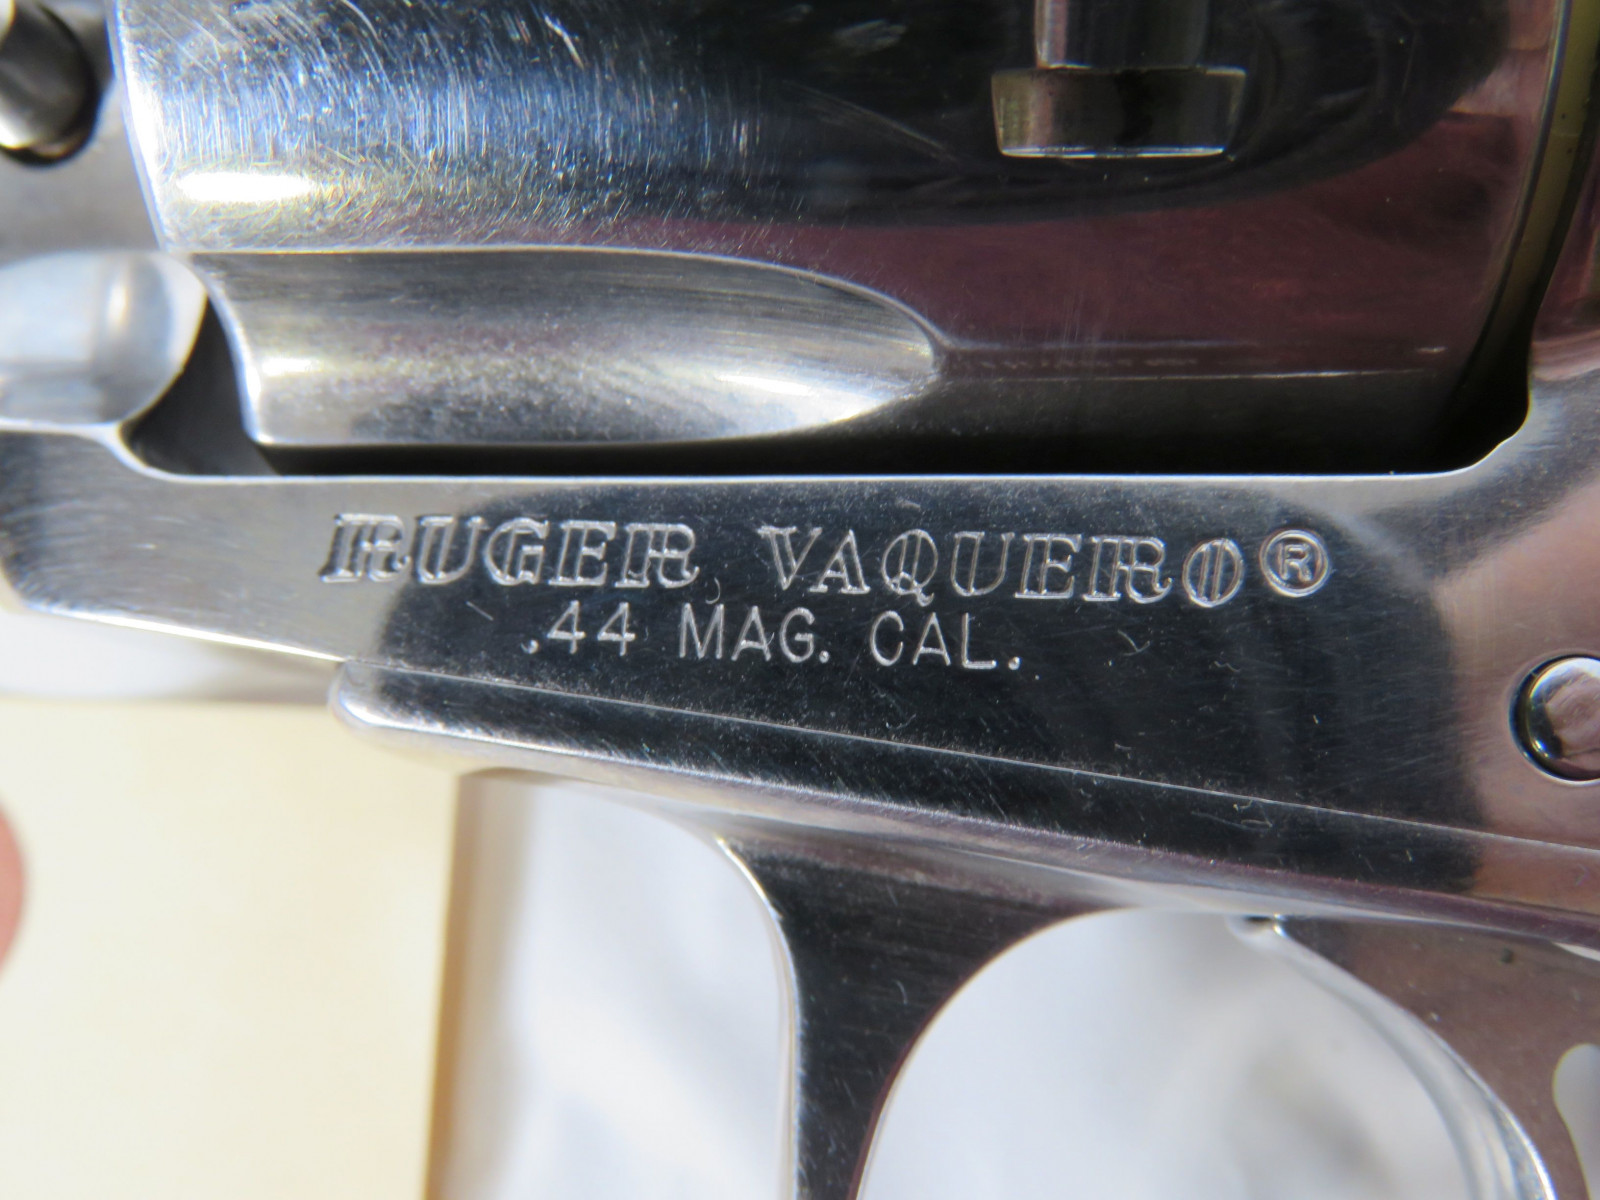 RUGER VAQUERO®
.44 MAG. CAL.